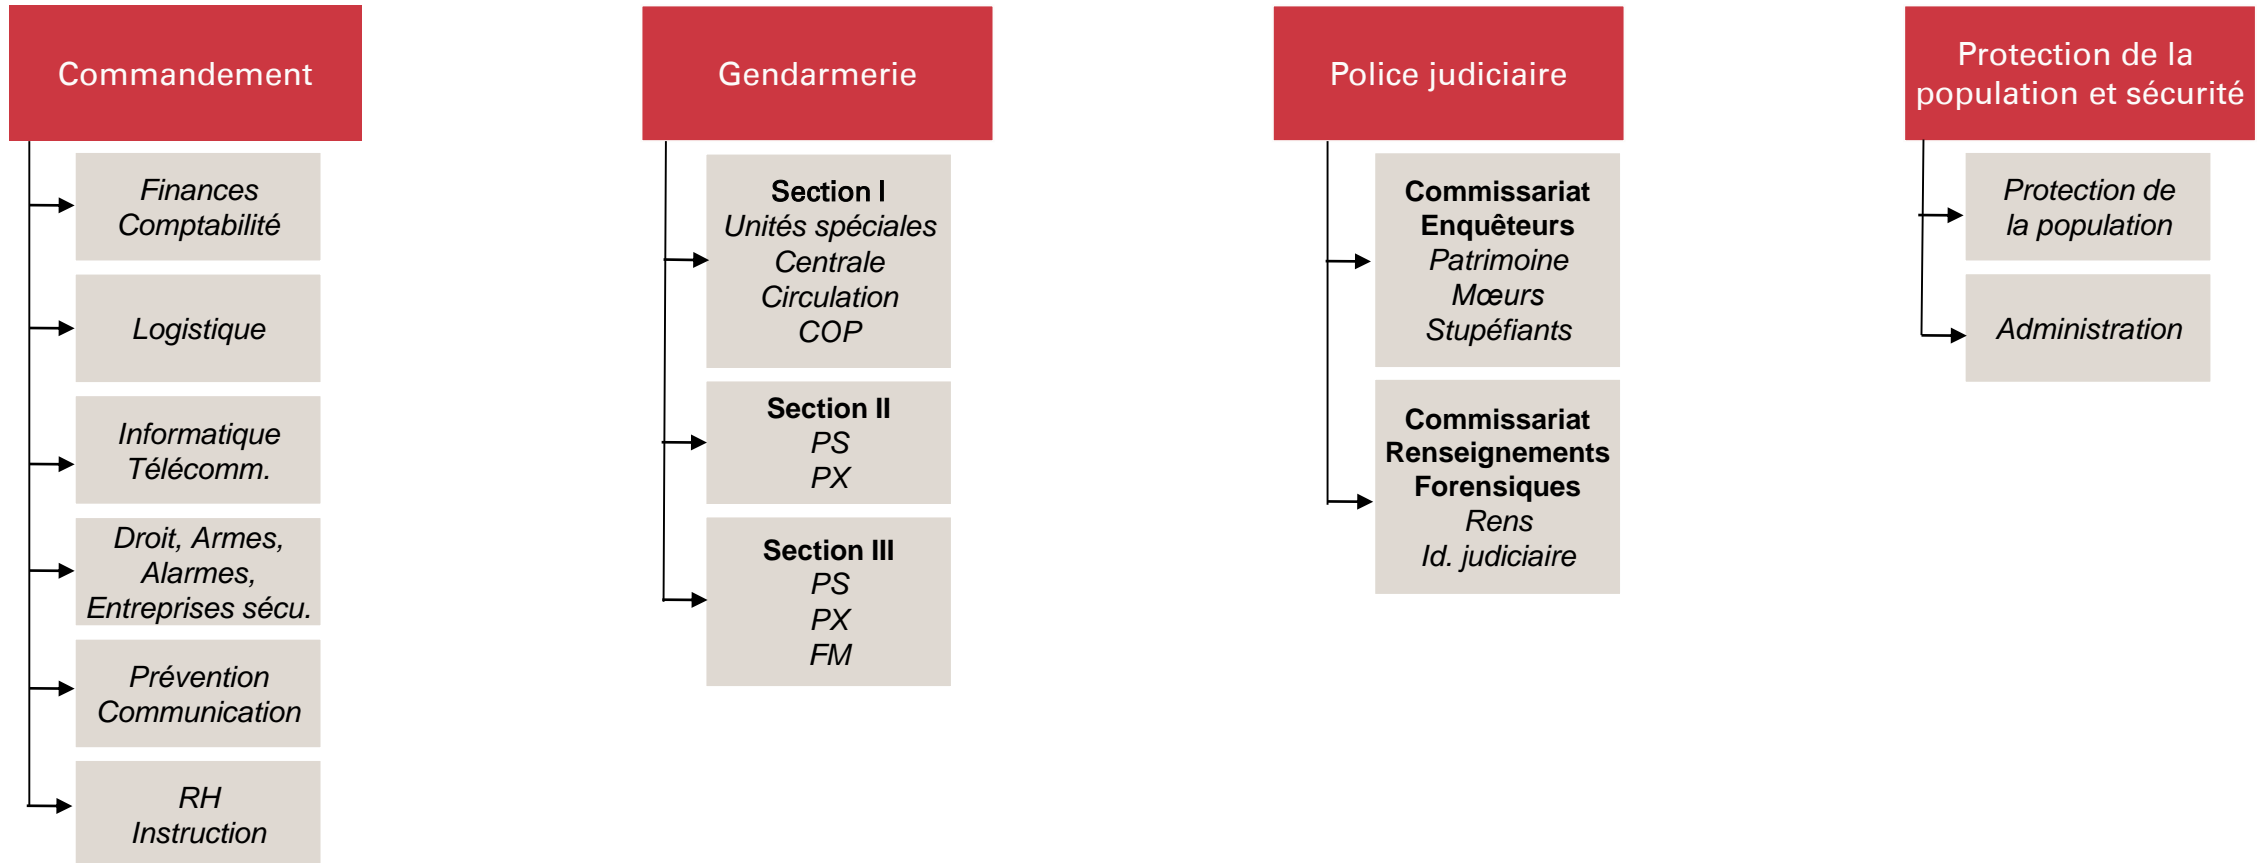 Commandement
Finances
Comptabilité
Logistique
Informatique
Télécomm.
Droit, Armes,
Alarmes,
Entreprises sécu.
Prévention
Communication
RH
Instruction
Gendarmerie
Section I
Unités spéciales
Centrale
Circulation
COP
Section II
PS
PX
Section III
PS
PX
FM
Police judiciaire
Commissariat
Enquêteurs
Patrimoine
Mœurs
Stupéfiants
Commissariat
Renseignements
Forensiques
Rens
Id. judiciaire
Protection de la
population et sécurité
Protection de
la population
Administration